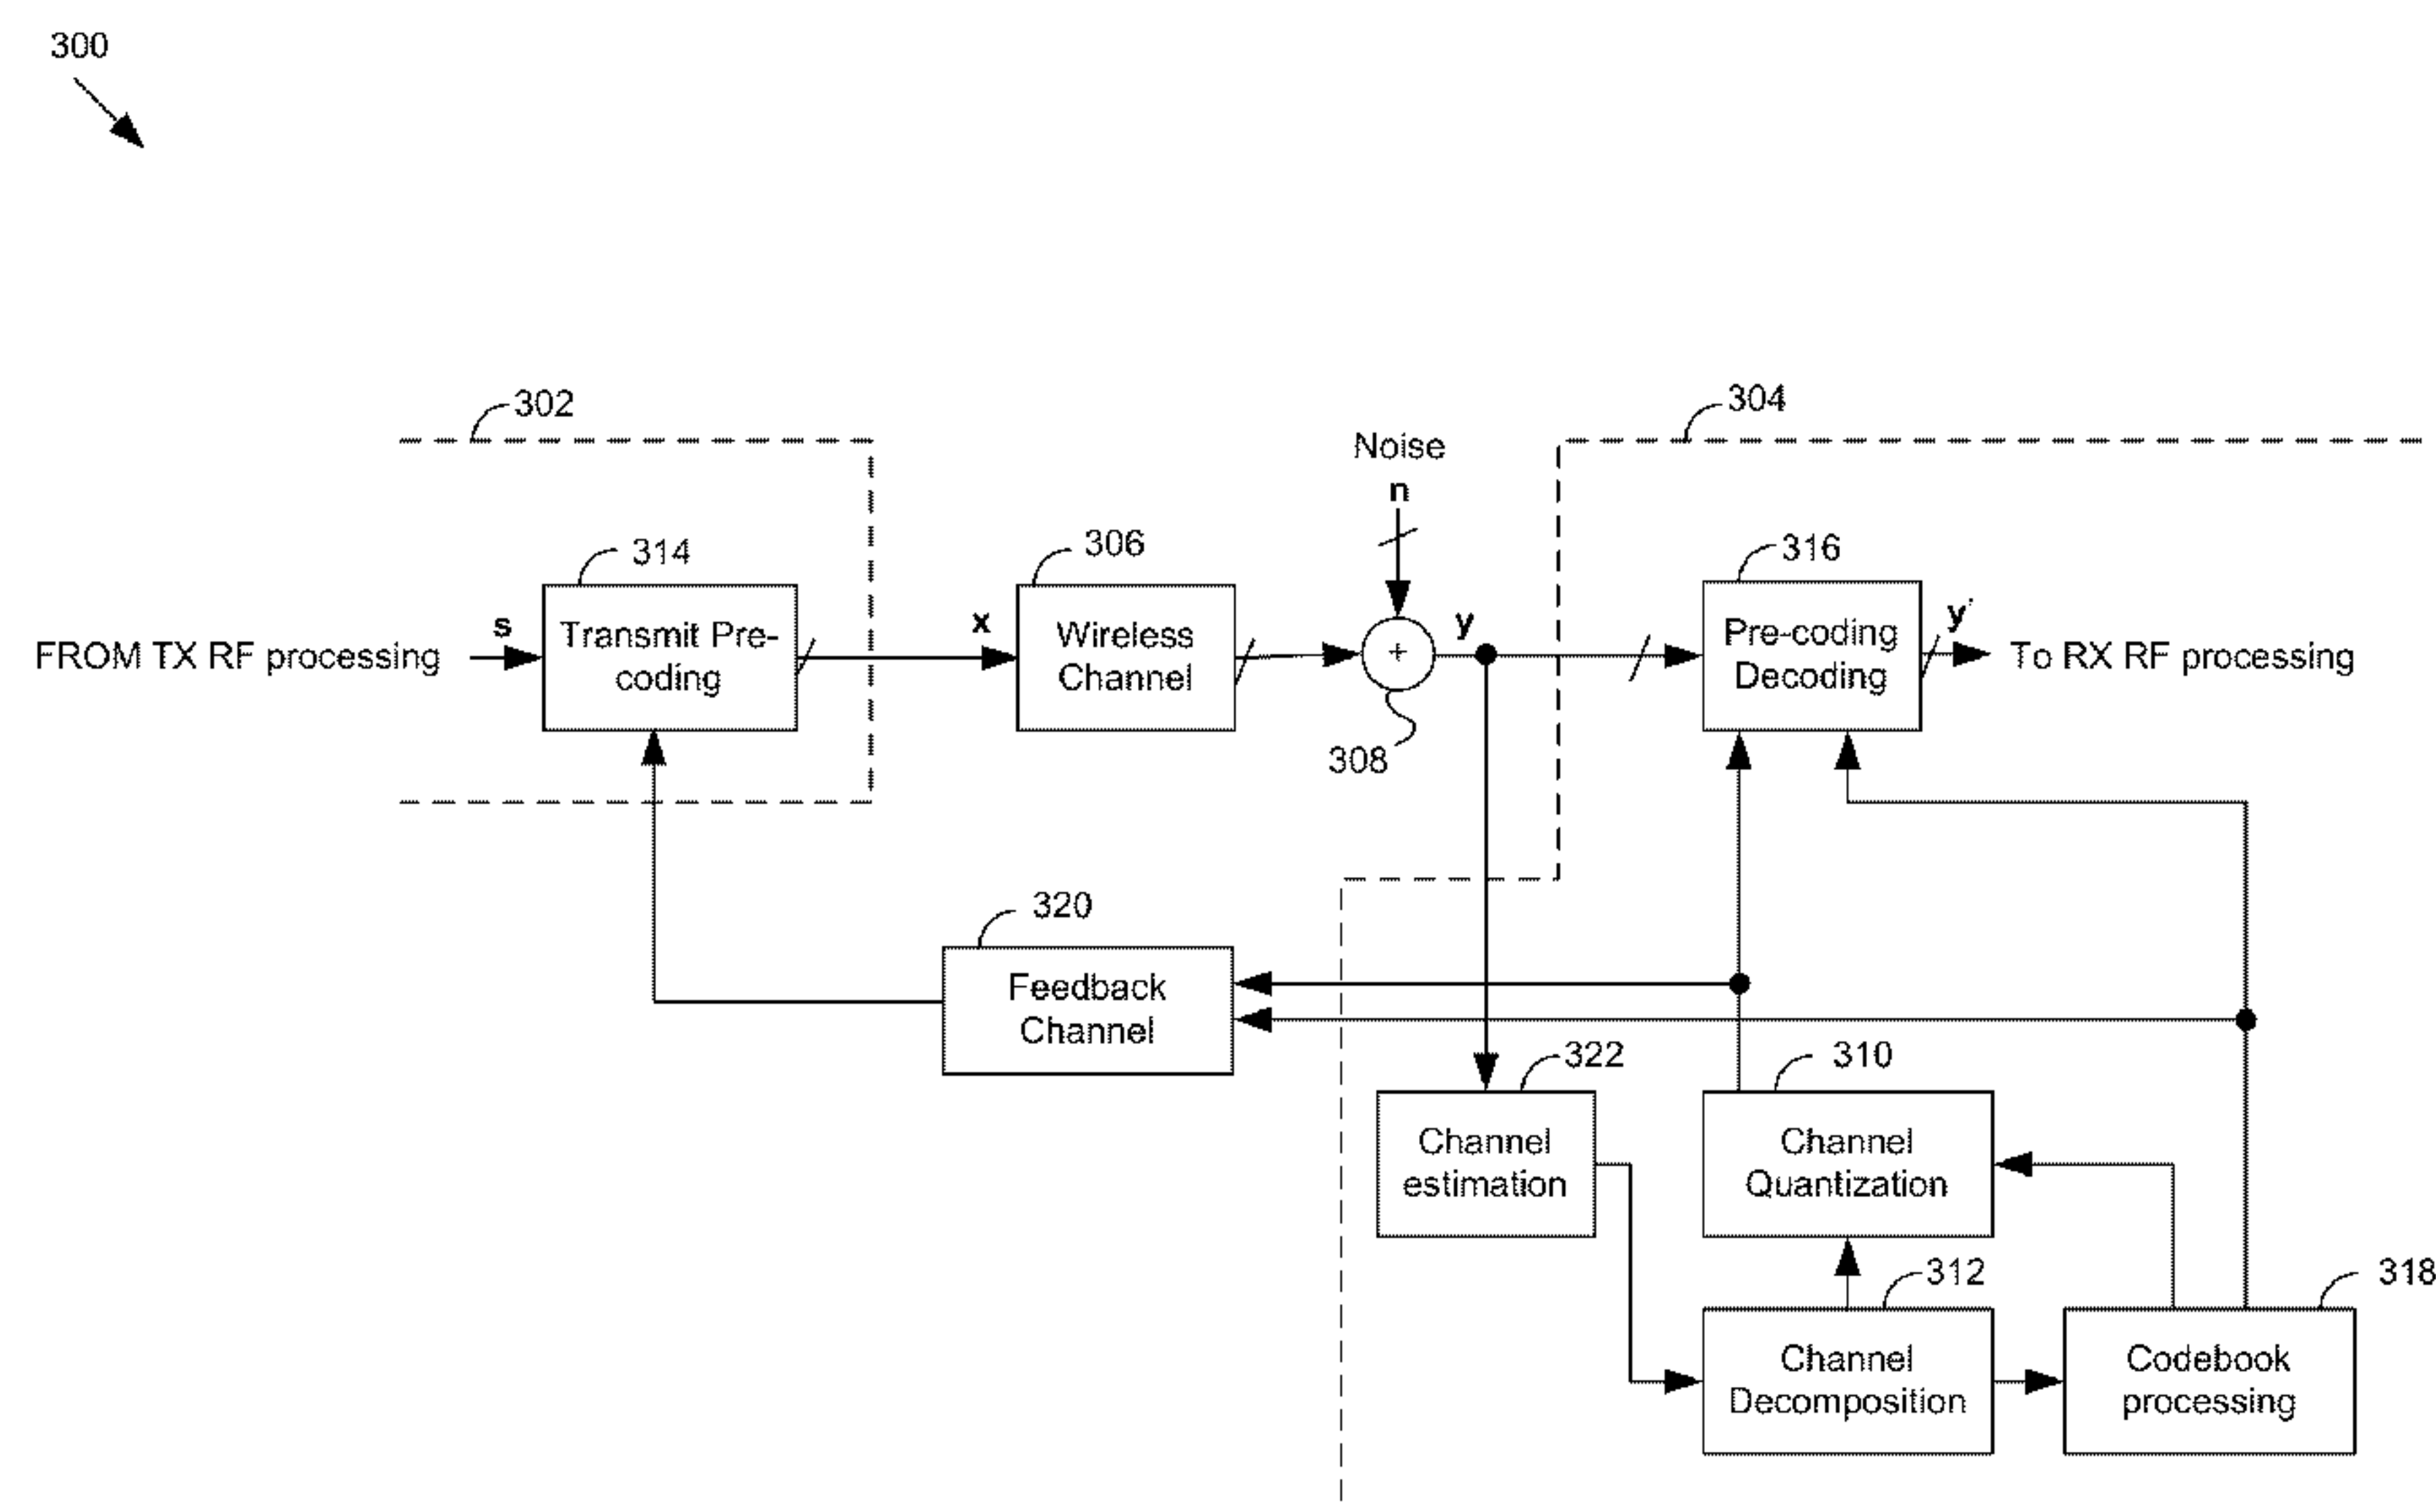 300
302
304
Noise
n
314
306
316
FROM TX RF processing
s
Transmit Pre-
coding
x
Wireless
Channel
+
y
Pre-coding
Decoding
y'
To RX RF processing
308
320
Feedback
Channel
322
310
Channel
estimation
Channel
Quantization
312
318
Channel
Decomposition
Codebook
processing